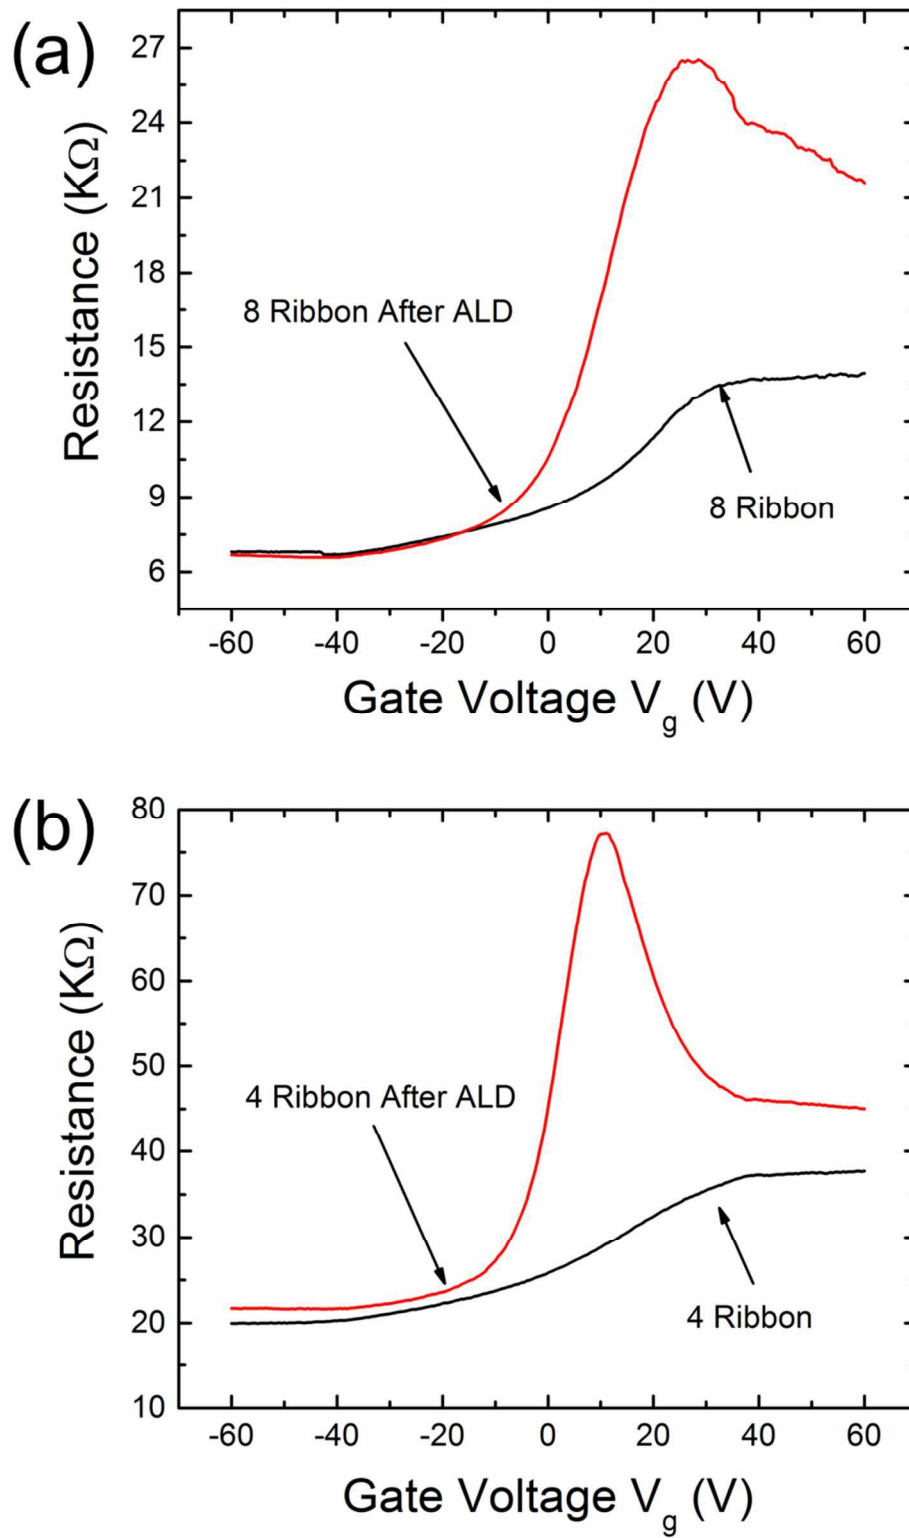 (a)
27
24
21
18
15
12
9
6
Resistance (KΩ)
8 Ribbon After ALD
8 Ribbon
-60 -40 -20 0 20 40 60
Gate Voltage Vg (V)
(b)
80
70
60
50
40
30
20
10
Resistance (KΩ)
4 Ribbon After ALD
4 Ribbon
-60 -40 -20 0 20 40 60
Gate Voltage Vg (V)